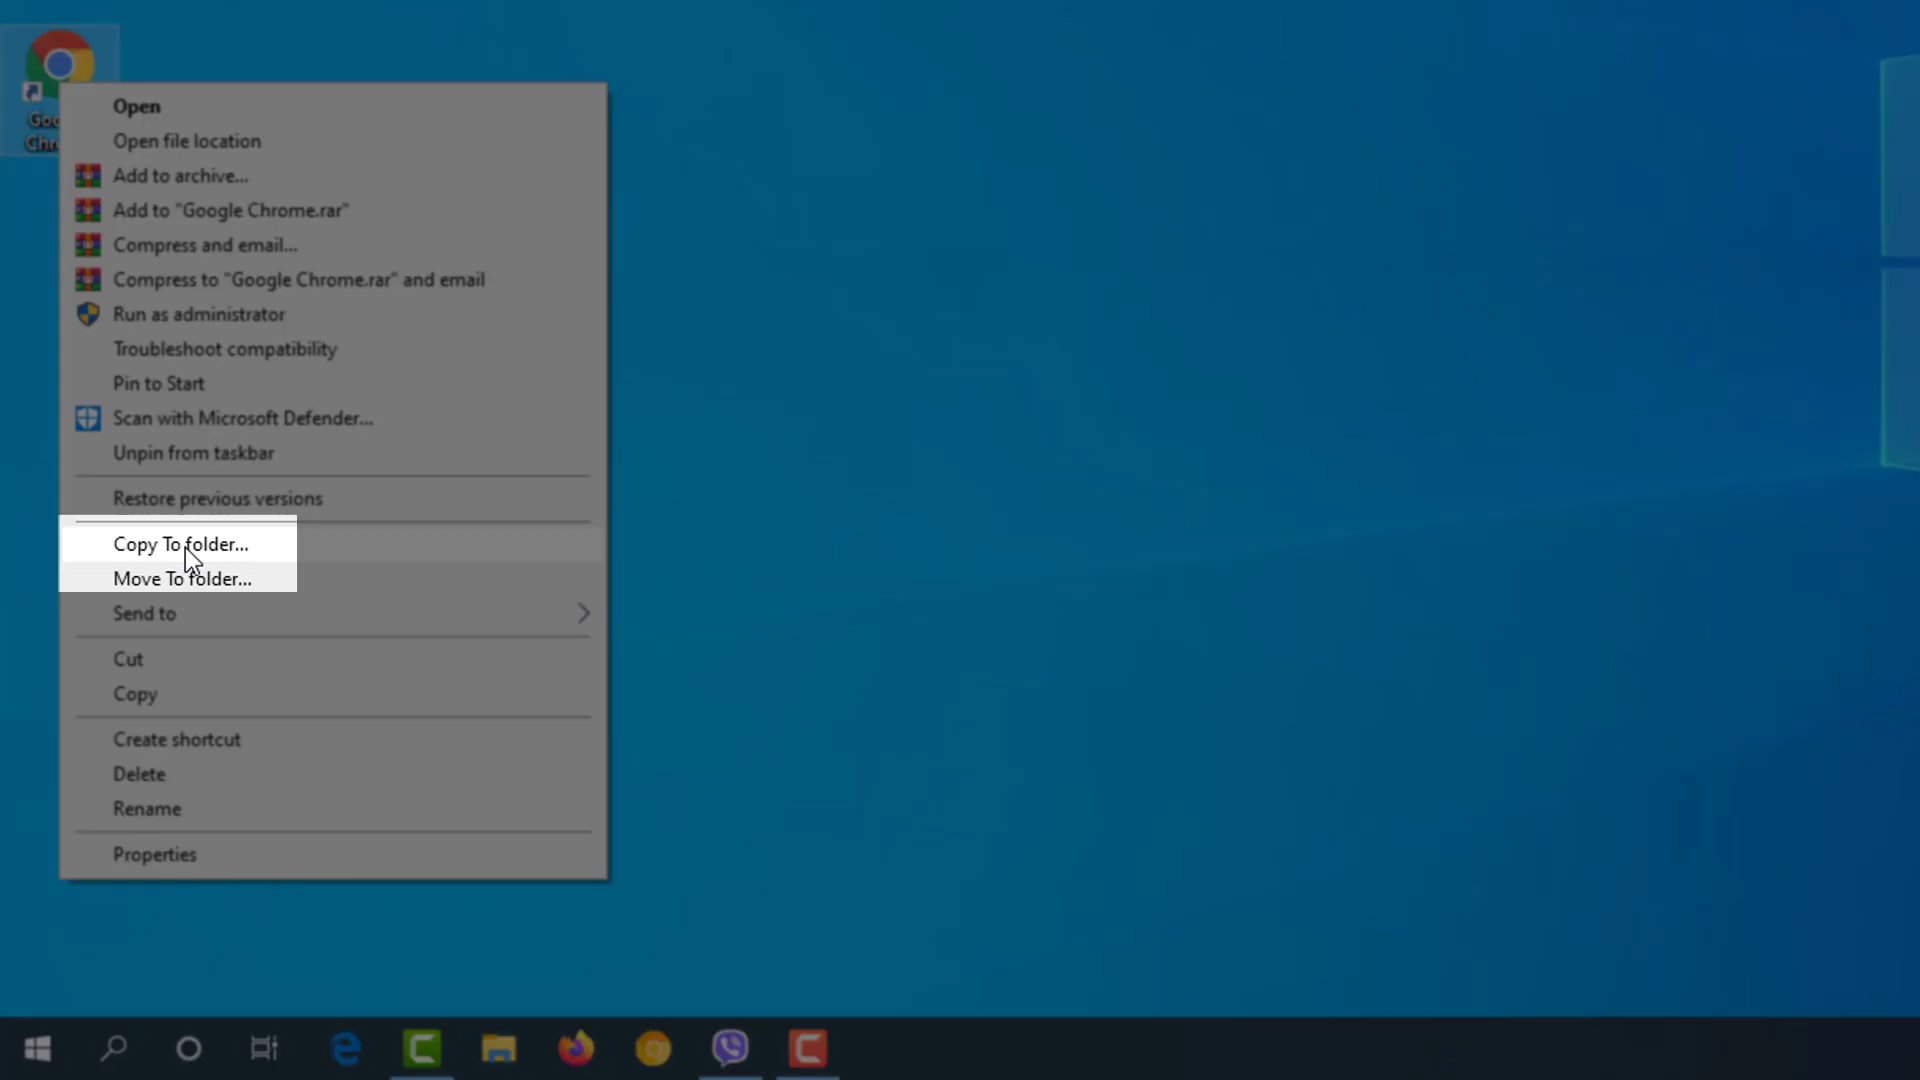 Open
Open file location
Add to archive...
Add to "Google Chrome.rar"
Compress and email...
Compress to "Google Chrome.rar" and email
Run as administrator
Troubleshoot compatibility
Pin to Start
Scan with Microsoft Defender...
Unpin from taskbar
Restore previous versions
Copy To folder...
Move To folder...
Send to
Cut
Copy
Create shortcut
Delete
Rename
Properties